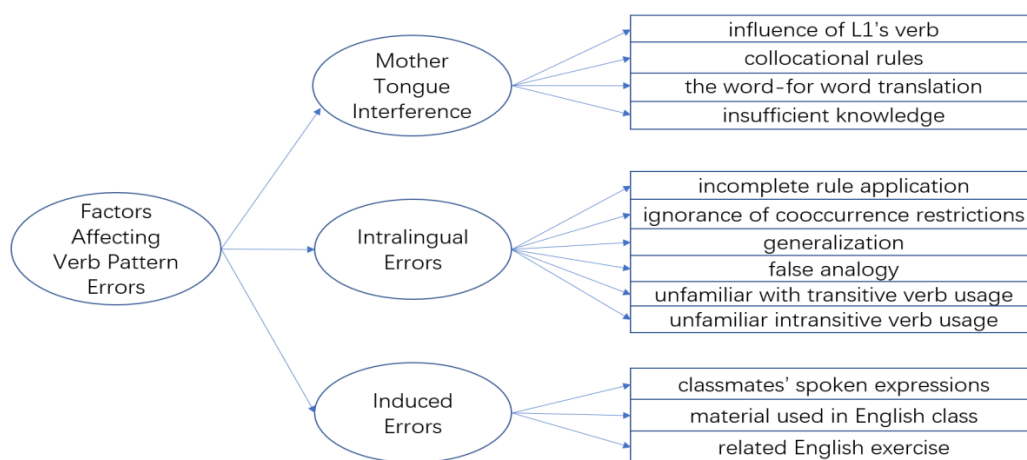 Factors
Affecting
Verb Pattern
Errors
Mother
Tongue
Interference
influence of L1's verb
collocational rules
the word-for word translation
insufficient knowledge
Intralingual
Errors
incomplete rule application
ignorance of cooccurrence restrictions
generalization
false analogy
unfamiliar with transitive verb usage
unfamiliar intransitive verb usage
Induced
Errors
classmates' spoken expressions
material used in English class
related English exercise